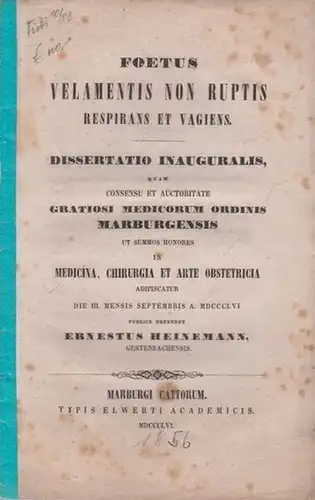 FOETUS
VELAMENTIS NON RUPTIS
RESPIRANS ET VAGIENS.
DISSERTATIO INAUGURALIS,
QUAM
CONSENSU ET AUCTORITATE
GRATIOSI MEDICORUM ORDINIS
MARBURGENSIS
UT SUMMOS HONORES
IN
MEDICINA, CHIRURGIA ET ARTE OBSTETRICIA
ADIPISCATUR
DIE III. MENSIS SEPTEMBRIS A. MDCCCLVI
PUBLICE DEFENDET
ERNESTUS HEINEMANN,
GERTENBACHENSIS.
MARBURGI CATTORUM.
TYPIS ELWERTI ACADEMICIS.
MDCCCLVI.
1856